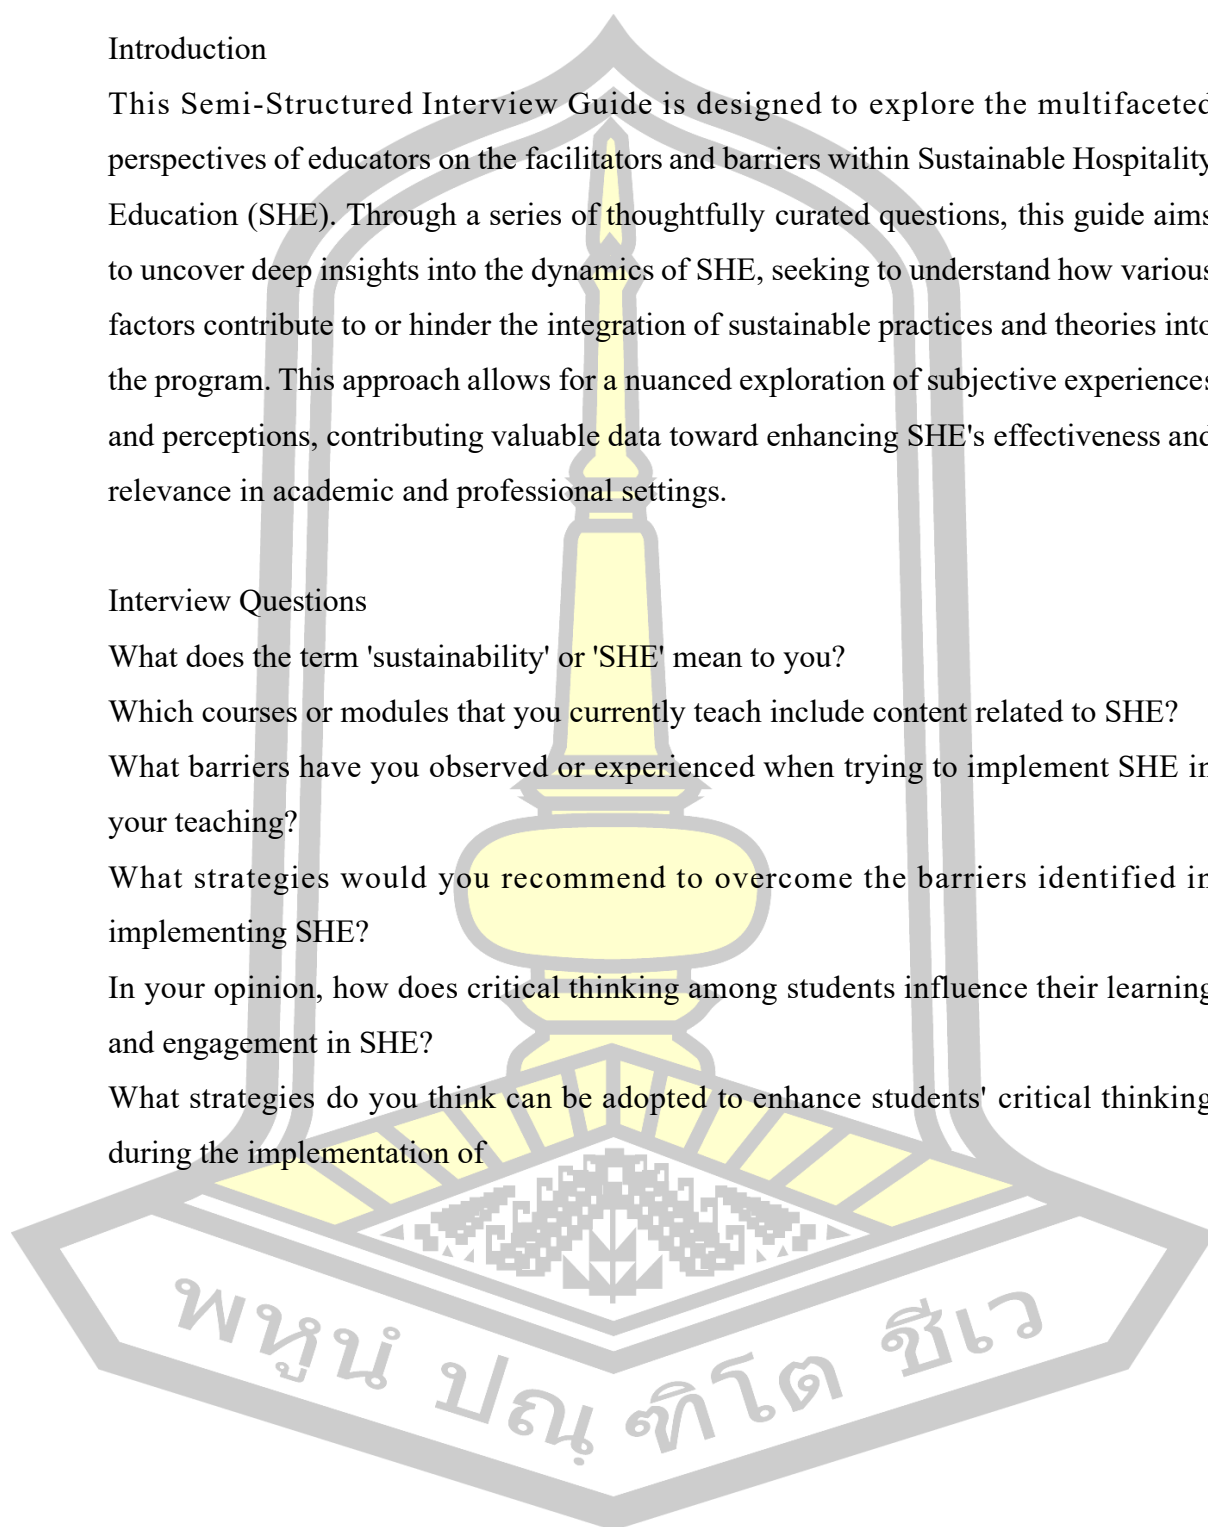 Introduction
This Semi-Structured Interview Guide is designed to explore the multifaceted
perspectives of educators on the facilitators and barriers within Sustainable Hospitality
Education (SHE). Through a series of thoughtfully curated questions, this guide aims
to uncover deep insights into the dynamics of SHE, seeking to understand how various
factors contribute to or hinder the integration of sustainable practices and theories into
the program. This approach allows for a nuanced exploration of subjective experiences
and perceptions, contributing valuable data toward enhancing SHE's effectiveness and
relevance in academic and professional settings.
Interview Questions
What does the term 'sustainability' or 'SHE' mean to you?
Which courses or modules that you currently teach include content related to SHE?
What barriers have you observed or experienced when trying to implement SHE in
your teaching?
What strategies would you recommend to overcome the barriers identified in
implementing SHE?
In your opinion, how does critical thinking among students influence their learning
and engagement in SHE?
What strategies do you think can be adopted to enhance students' critical thinking
during the implementation of
พหูนํ ปณฺฑิโต ชีเว